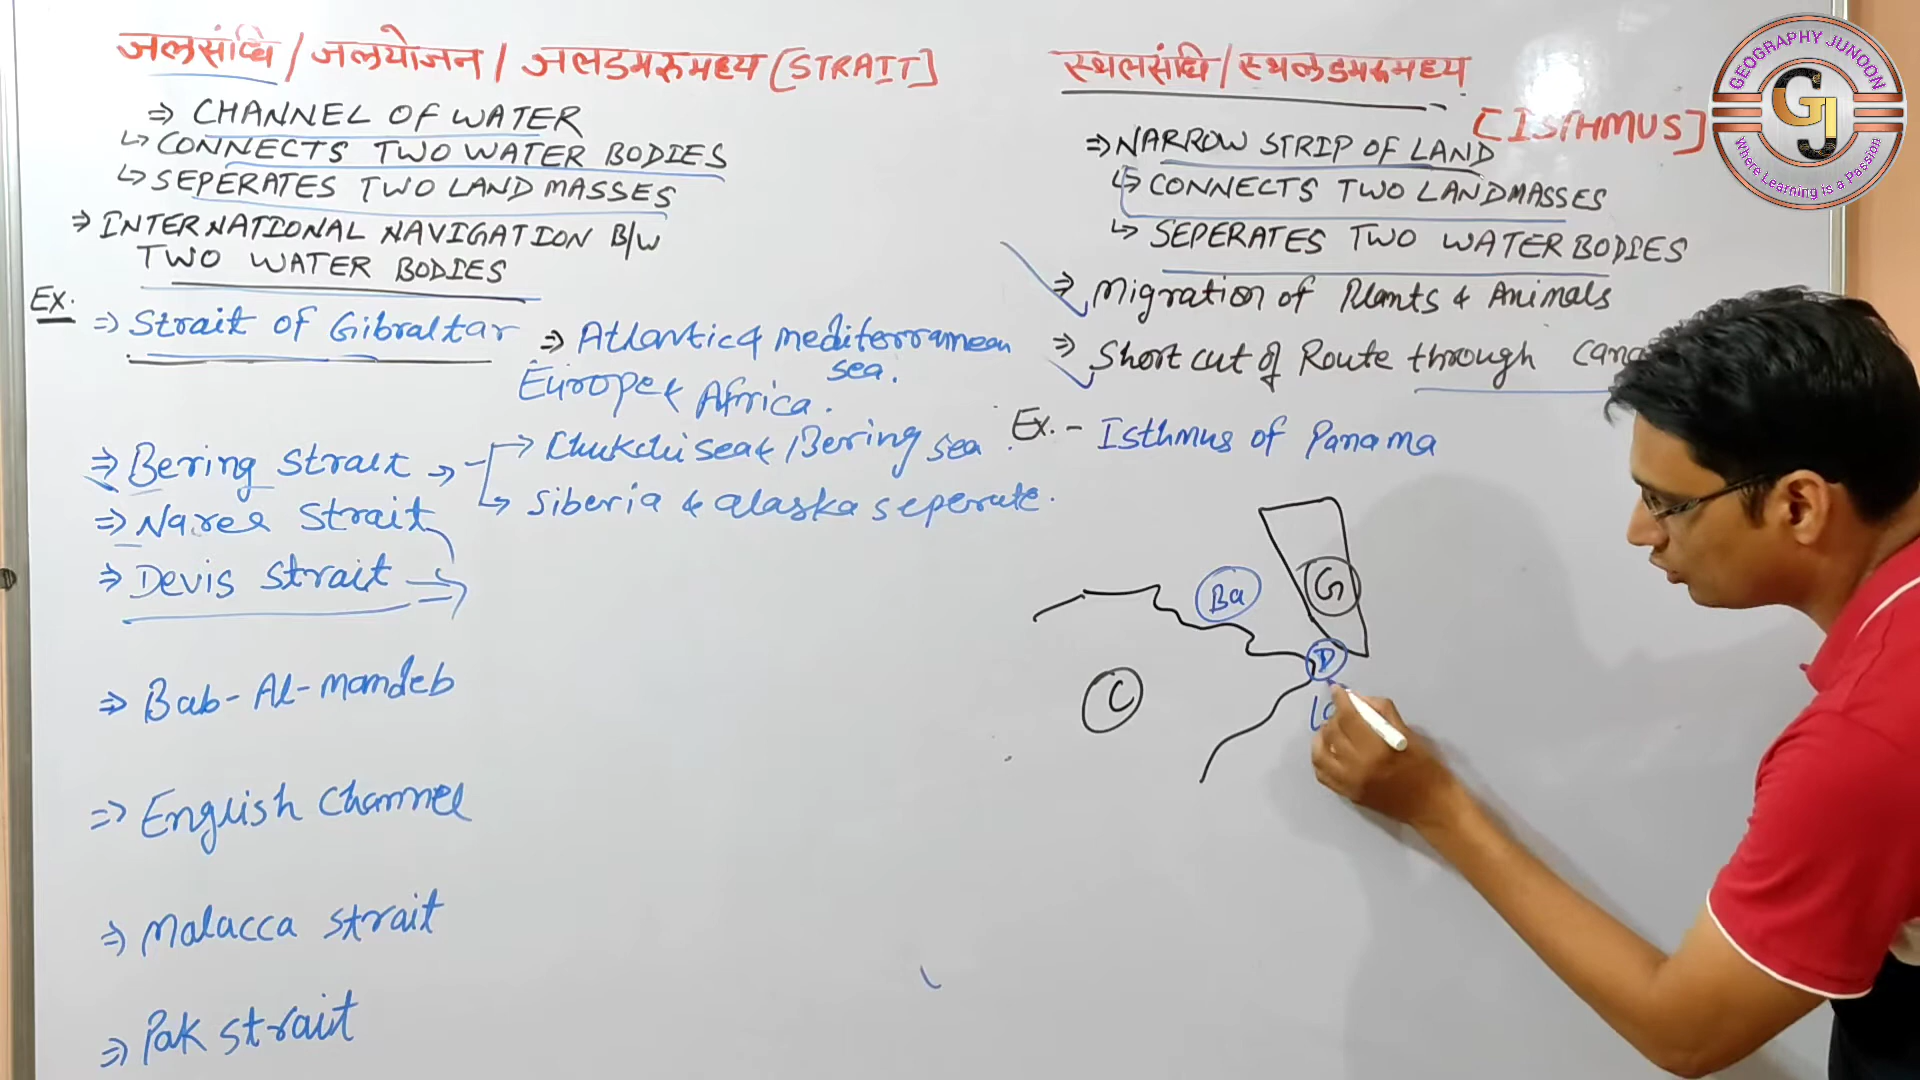 जलसंधि / जलयोजन / जलडमरूमध्य [STRAIT]
⇒ CHANNEL OF WATER
↳ CONNECTS TWO WATER BODIES
↳ SEPERATES TWO LAND MASSES
⇒ INTERNATIONAL NAVIGATION B/W
TWO WATER BODIES
Ex.
⇒ Strait of Gibraltar ⇒ Atlantic & mediterranean
sea.
Europe & Africa.
⇒ Bering strait → Chukchi sea & Bering sea
↳ Siberia & alaska seperate.
⇒ Nares Strait
⇒ Devis strait
⇒ Bab-Al-mandeb
⇒ English Channel
⇒ Malacca strait
⇒ Pak strait
स्थलसंधि / स्थलडमरूमध्य
[ISTHMUS]
⇒ NARROW STRIP OF LAND
↳ CONNECTS TWO LANDMASSES
↳ SEPERATES TWO WATER BODIES
⇒ Migration of Plants & Animals
⇒ Short cut of Route through
Ex. - Isthmus of Panama
G
Ba
D
C
GEOGRAPHY JUNOON
GJ
Where Learning is a Passion